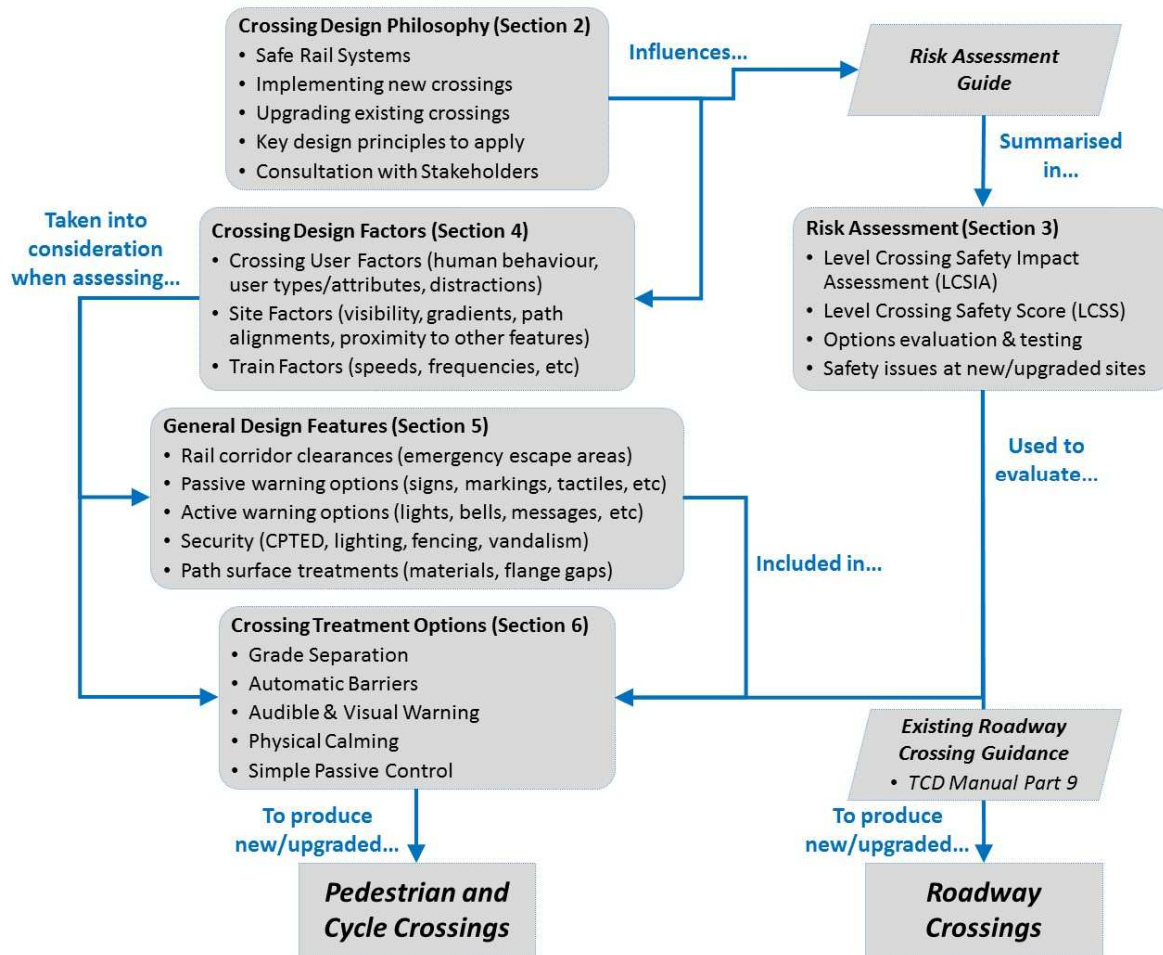 Crossing Design Philosophy (Section 2)
• Safe Rail Systems
• Implementing new crossings
• Upgrading existing crossings
• Key design principles to apply
• Consultation with Stakeholders
Influences...
Risk Assessment
Guide
Summarised
in...
Taken into
consideration
when assessing...
Crossing Design Factors (Section 4)
• Crossing User Factors (human behaviour,
user types/attributes, distractions)
• Site Factors (visibility, gradients, path
alignments, proximity to other features)
• Train Factors (speeds, frequencies, etc)
Risk Assessment (Section 3)
• Level Crossing Safety Impact
Assessment (LCSIA)
• Level Crossing Safety Score (LCSS)
• Options evaluation & testing
• Safety issues at new/upgraded sites
General Design Features (Section 5)
• Rail corridor clearances (emergency escape areas)
• Passive warning options (signs, markings, tactiles, etc)
• Active warning options (lights, bells, messages, etc)
• Security (CPTED, lighting, fencing, vandalism)
• Path surface treatments (materials, flange gaps)
Used to
evaluate...
Included in...
Crossing Treatment Options (Section 6)
• Grade Separation
• Automatic Barriers
• Audible & Visual Warning
• Physical Calming
• Simple Passive Control
Existing Roadway
Crossing Guidance
• TCD Manual Part 9
To produce
new/upgraded...
To produce
new/upgraded...
Pedestrian and
Cycle Crossings
Roadway
Crossings